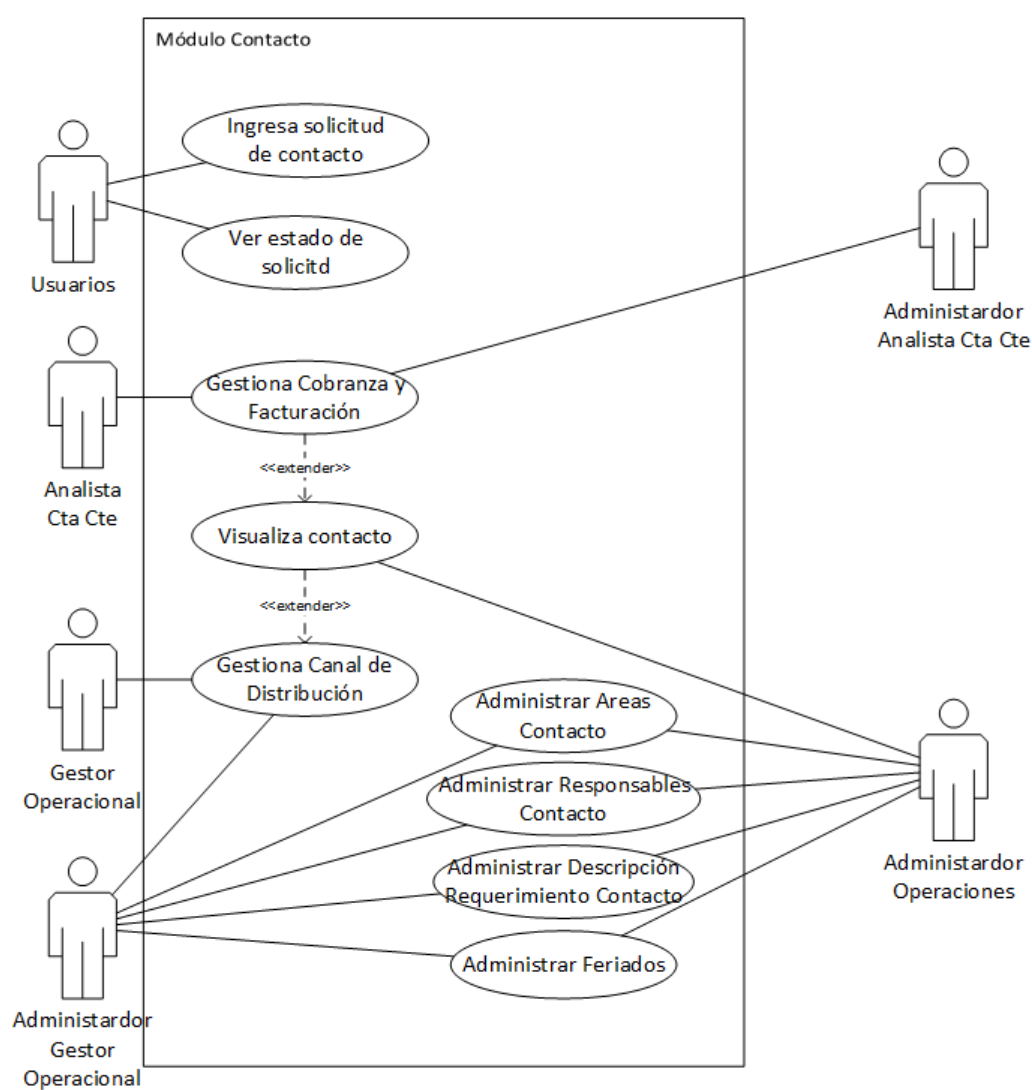 Módulo Contacto
Ingresa solicitud
de contacto
Ver estado de
solicitd
Usuarios
Administardor
Analista Cta Cte
Gestiona Cobranza y
Facturación
Analista
Cta Cte
<<extender>>
Visualiza contacto
<<extender>>
Gestiona Canal de
Distribución
Gestor
Operacional
Administrar Areas
Contacto
Administrar Responsables
Contacto
Administrar Descripción
Requerimiento Contacto
Administrar Feriados
Administardor
Operaciones
Administardor
Gestor
Operacional